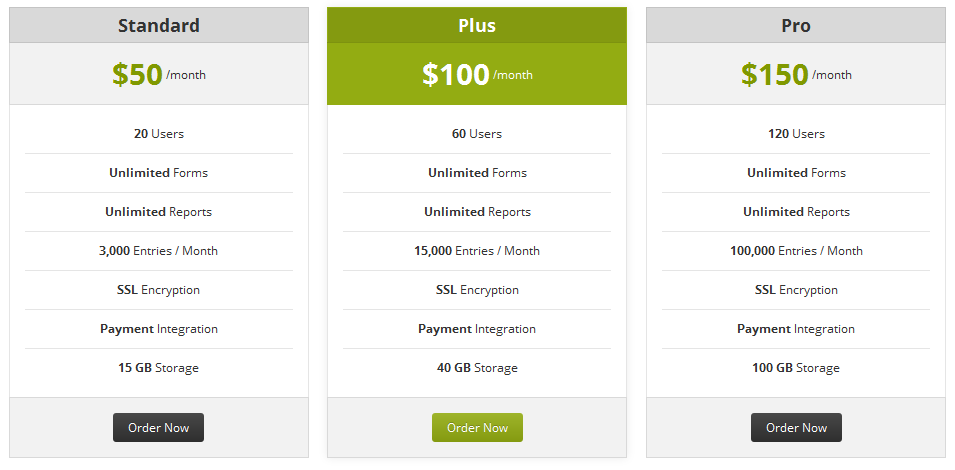 Standard
$50 /month
20 Users
Unlimited Forms
Unlimited Reports
3,000 Entries / Month
SSL Encryption
Payment Integration
15 GB Storage
Order Now
Plus
$100 /month
60 Users
Unlimited Forms
Unlimited Reports
15,000 Entries / Month
SSL Encryption
Payment Integration
40 GB Storage
Order Now
Pro
$150 /month
120 Users
Unlimited Forms
Unlimited Reports
100,000 Entries / Month
SSL Encryption
Payment Integration
100 GB Storage
Order Now